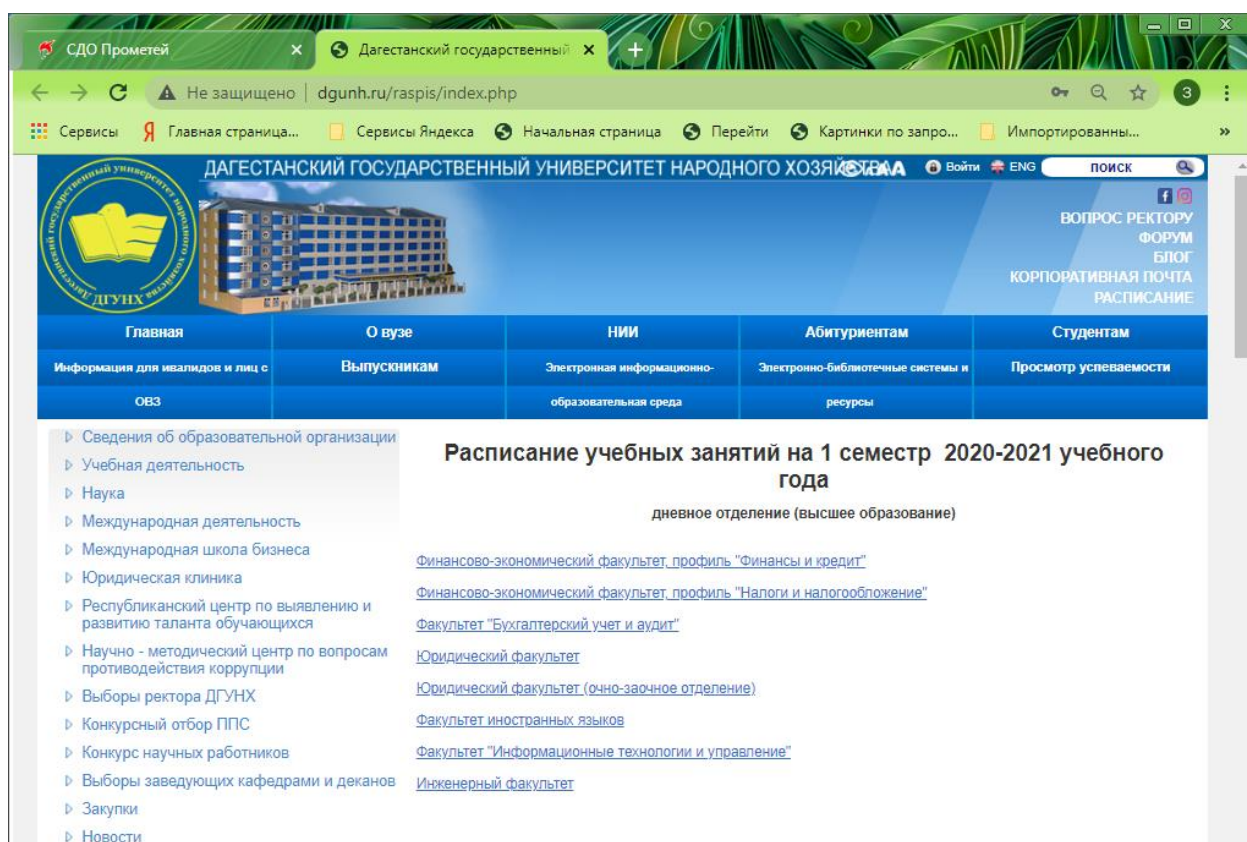 СДО Прометей
Дагестанский государственный
Не защищено | dgunh.ru/raspis/index.php
З
Сервисы
Главная страница...
Сервисы Яндекса
Начальная страница
Перейти
Картинки по запро...
Импортированны...
»
ДАГЕСТАНСКИЙ ГОСУДАРСТВЕННЫЙ УНИВЕРСИТЕТ НАРОДНОГО ХОЗЯЙСТВА
Войти
ENG
ПОИСК
Дагестанский государственный университет народного хозяйства
ДГУНХ
ВОПРОС РЕКТОРУ
ФОРУМ
БЛОГ
КОРПОРАТИВНАЯ ПОЧТА
РАСПИСАНИЕ
Главная
О вузе
НИИ
Абитуриентам
Студентам
Информация для ивалидов и лиц с
ОВЗ
Выпускникам
Электронная информационно-
образовательная среда
Электронно-библиотечные системы и
ресурсы
Просмотр успеваемости
Сведения об образовательной организации
Учебная деятельность
Наука
Международная деятельность
Международная школа бизнеса
Юридическая клиника
Республиканский центр по выявлению и
развитию таланта обучающихся
Научно - методический центр по вопросам
противодействия коррупции
Выборы ректора ДГУНХ
Конкурсный отбор ППС
Конкурс научных работников
Выборы заведующих кафедрами и деканов
Закупки
Новости
Расписание учебных занятий на 1 семестр 2020-2021 учебного
года
дневное отделение (высшее образование)
Финансово-экономический факультет, профиль "Финансы и кредит"
Финансово-экономический факультет, профиль "Налоги и налогообложение"
Факультет "Бухгалтерский учет и аудит"
Юридический факультет
Юридический факультет (очно-заочное отделение)
Факультет иностранных языков
Факультет "Информационные технологии и управление"
Инженерный факультет